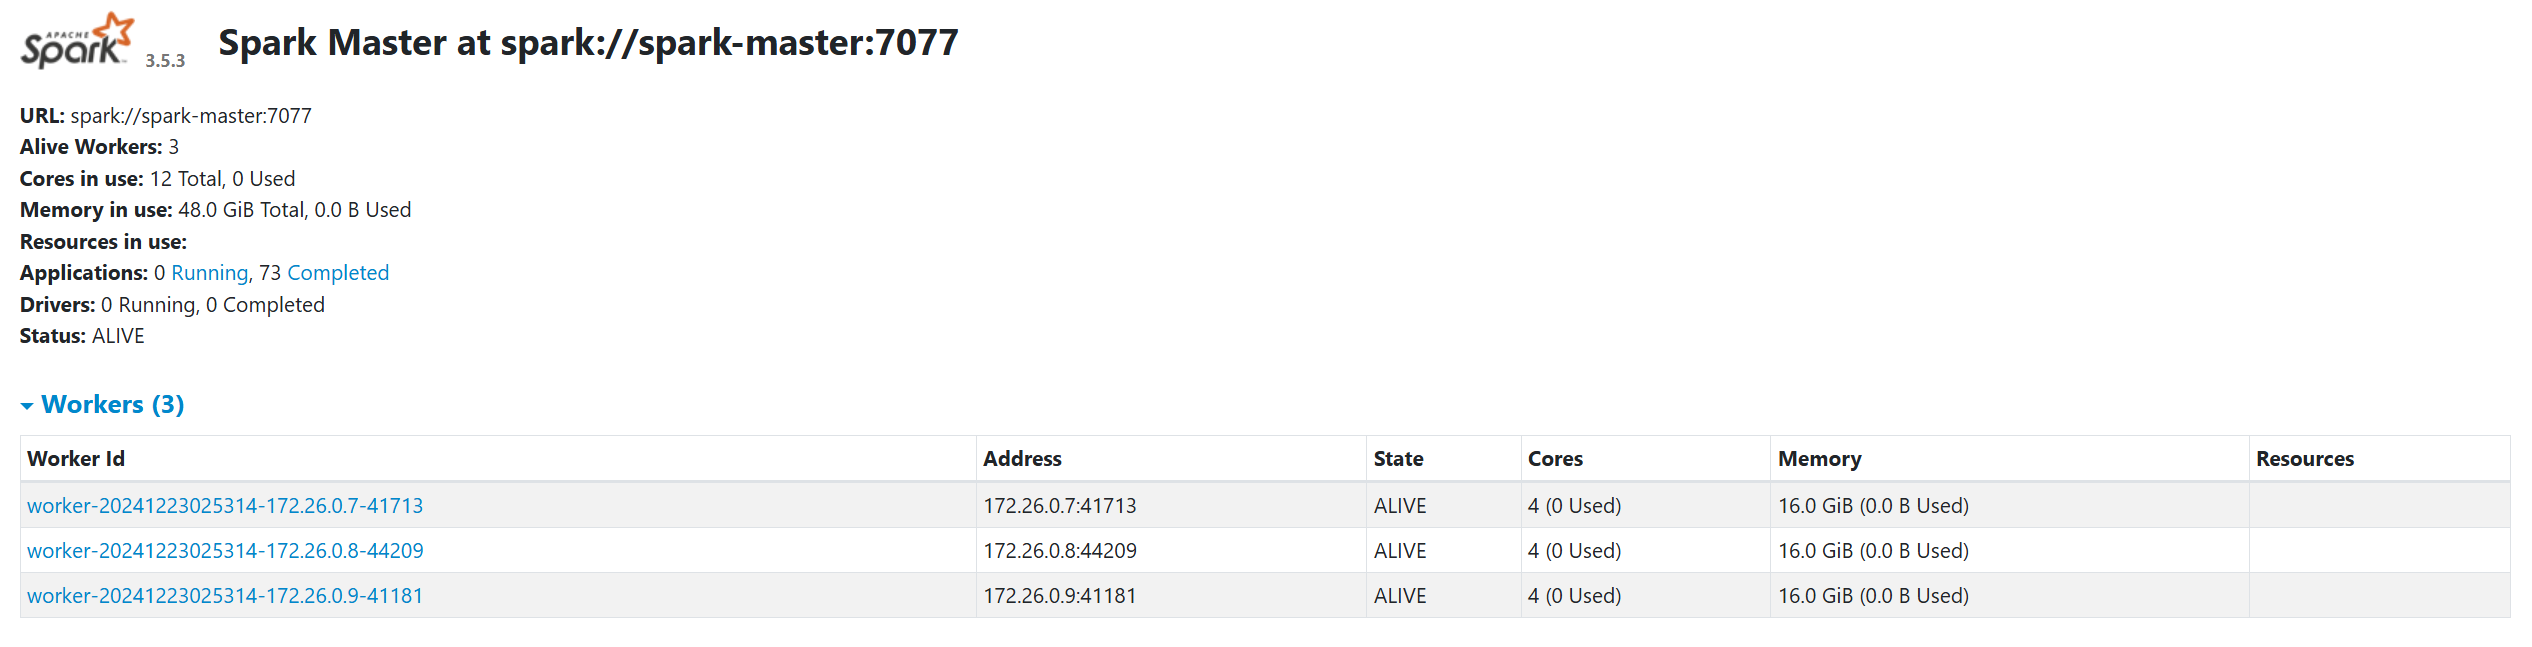 APACHE
Spark 3.5.3 Spark Master at spark://spark-master:7077
URL: spark://spark-master:7077
Alive Workers: 3
Cores in use: 12 Total, 0 Used
Memory in use: 48.0 GiB Total, 0.0 B Used
Resources in use:
Applications: 0 Running, 73 Completed
Drivers: 0 Running, 0 Completed
Status: ALIVE
Workers (3)
Worker Id Address State Cores Memory Resources
worker-20241223025314-172.26.0.7-41713 172.26.0.7:41713 ALIVE 4 (0 Used) 16.0 GiB (0.0 B Used)
worker-20241223025314-172.26.0.8-44209 172.26.0.8:44209 ALIVE 4 (0 Used) 16.0 GiB (0.0 B Used)
worker-20241223025314-172.26.0.9-41181 172.26.0.9:41181 ALIVE 4 (0 Used) 16.0 GiB (0.0 B Used)